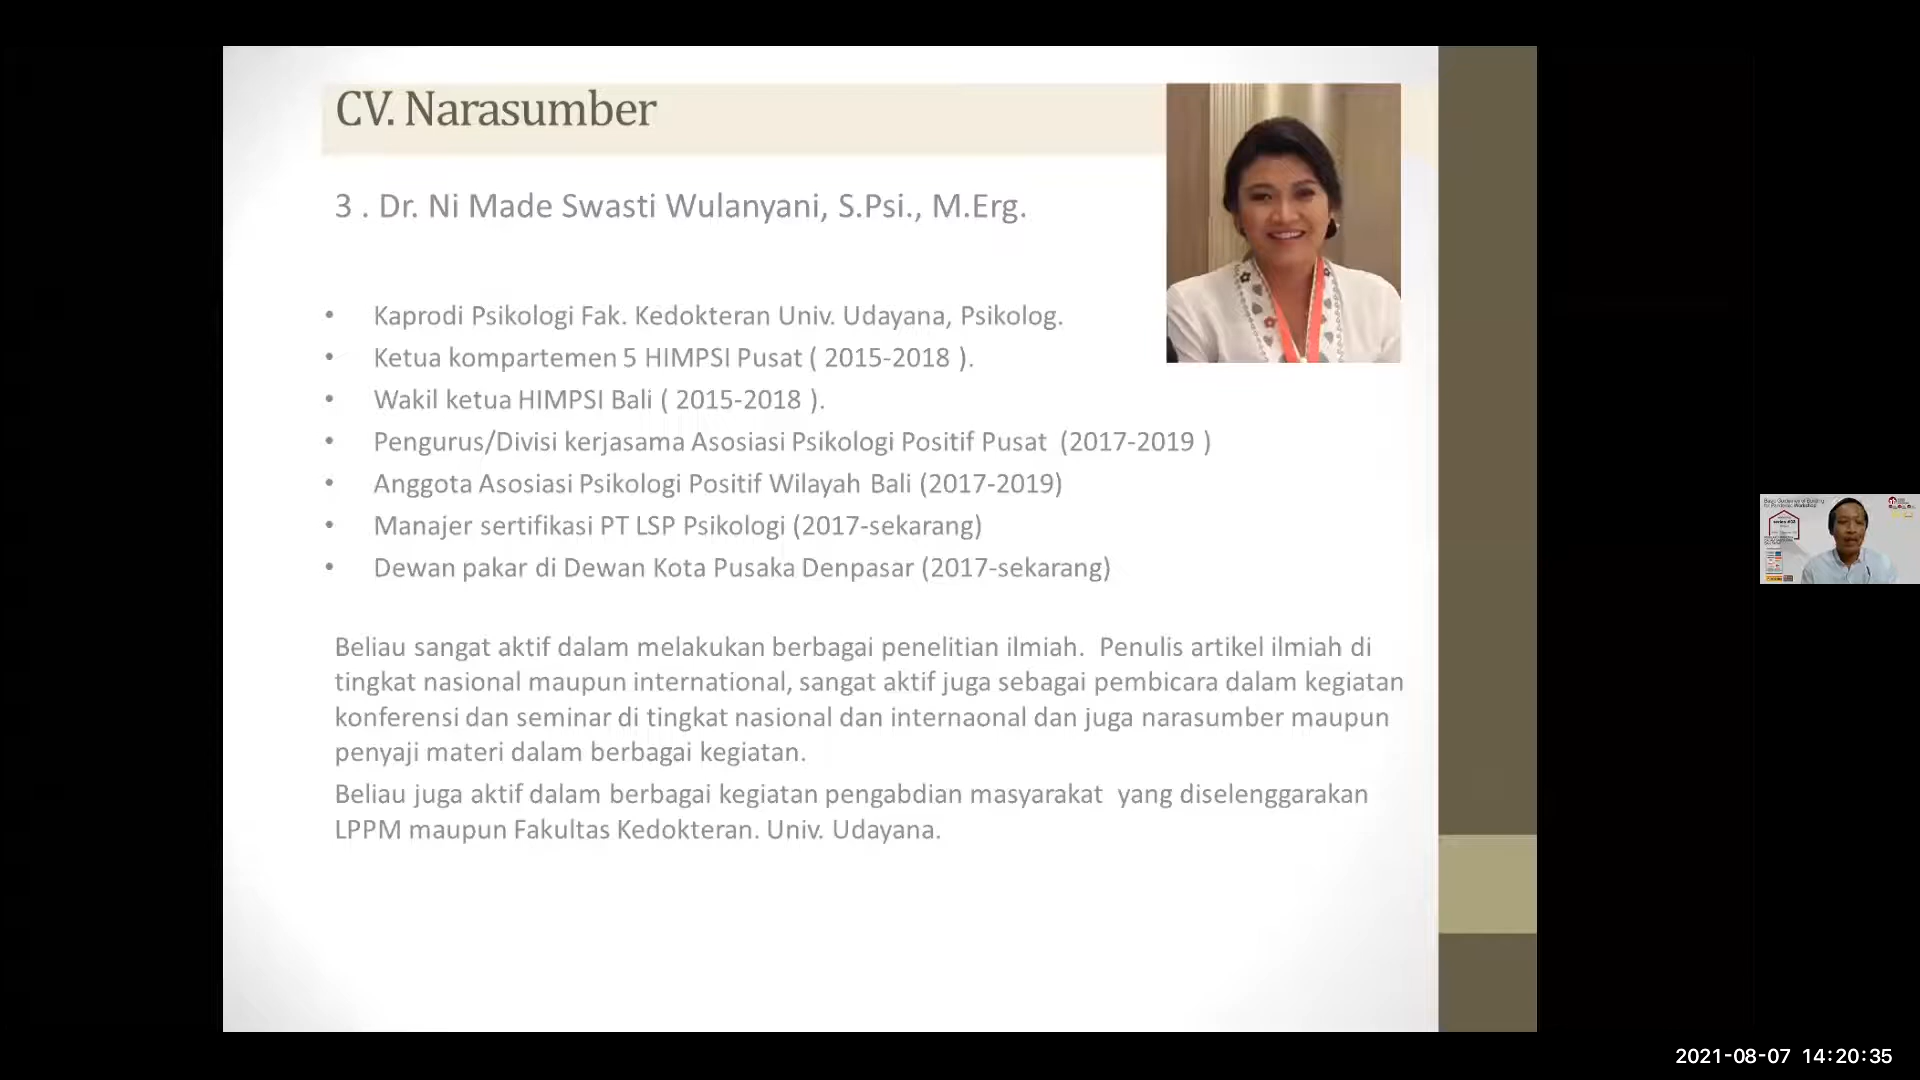 CV. Narasumber
3 . Dr. Ni Made Swasti Wulanyani, S.Psi., M.Erg.
• Kaprodi Psikologi Fak. Kedokteran Univ. Udayana, Psikolog.
• Ketua kompartemen 5 HIMPSI Pusat ( 2015-2018 ).
• Wakil ketua HIMPSI Bali ( 2015-2018 ).
• Pengurus/Divisi kerjasama Asosiasi Psikologi Positif Pusat (2017-2019 )
• Anggota Asosiasi Psikologi Positif Wilayah Bali (2017-2019)
• Manajer sertifikasi PT LSP Psikologi (2017-sekarang)
• Dewan pakar di Dewan Kota Pusaka Denpasar (2017-sekarang)
Beliau sangat aktif dalam melakukan berbagai penelitian ilmiah. Penulis artikel ilmiah di
tingkat nasional maupun international, sangat aktif juga sebagai pembicara dalam kegiatan
konferensi dan seminar di tingkat nasional dan internaonal dan juga narasumber maupun
penyaji materi dalam berbagai kegiatan.
Beliau juga aktif dalam berbagai kegiatan pengabdian masyarakat yang diselenggarakan
LPPM maupun Fakultas Kedokteran. Univ. Udayana.
2021-08-07 14:20:35